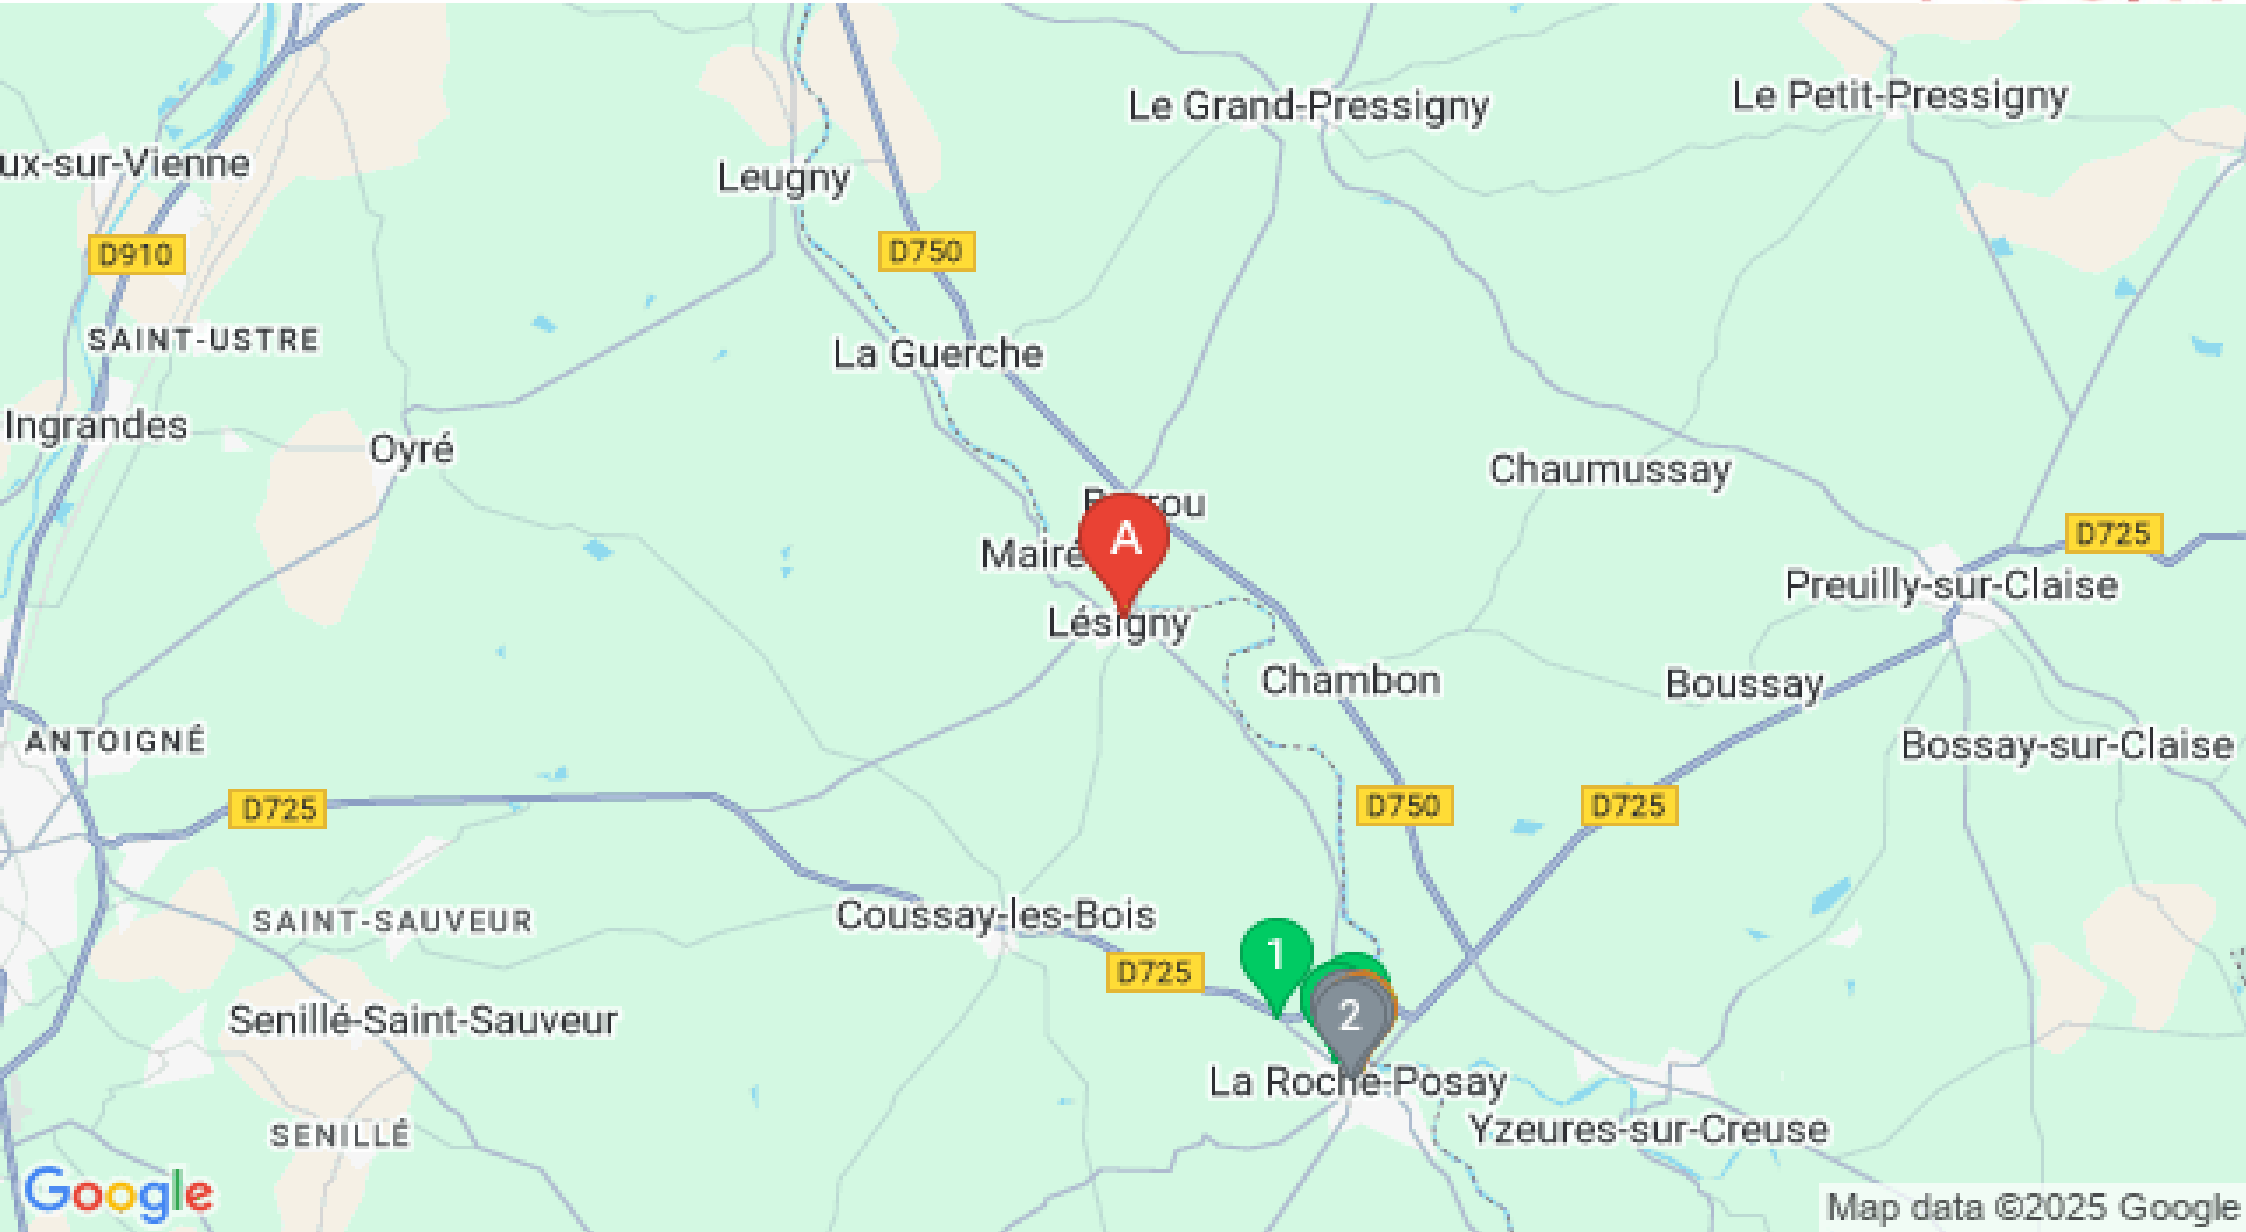 Le Grand-Pressigny
Le Petit-Pressigny
ux-sur-Vienne
Leugny
D910
D750
SAINT-USTRE
La Guerche
Ingrandes
Oyré
Chaumussay
A
D725
Mairé
Preuilly-sur-Claise
Lésigny
Chambon
Boussay
ANTOIGNÉ
Bossay-sur-Claise
D725
D750
D725
SAINT-SAUVEUR
Coussay-les-Bois
1
D725
2
Senillé-Saint-Sauveur
La Roche-Posay
SENILLÉ
Yzeures-sur-Creuse
Google
Map data ©2025 Google